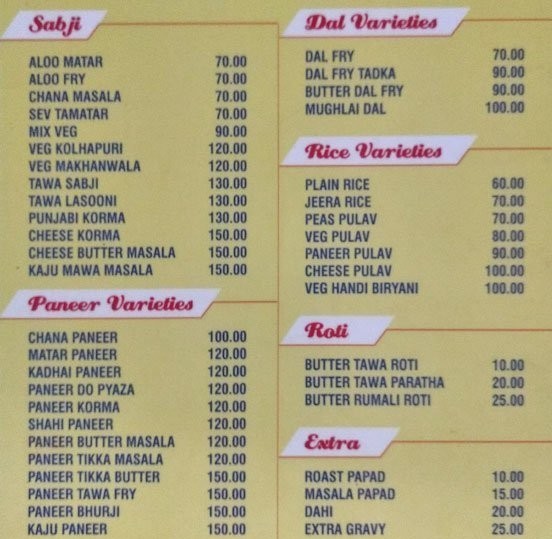 Sabji
ALOO MATAR 70.00
ALOO FRY 70.00
CHANA MASALA 70.00
SEV TAMATAR 70.00
MIX VEG 90.00
VEG KOLHAPURI 120.00
VEG MAKHANWALA 120.00
TAWA SABJI 130.00
TAWA LASOONI 130.00
PUNJABI KORMA 130.00
CHEESE KORMA 150.00
CHEESE BUTTER MASALA 150.00
KAJU MAWA MASALA 150.00
Paneer Varieties
CHANA PANEER 100.00
MATAR PANEER 120.00
KADHAI PANEER 120.00
PANEER DO PYAZA 120.00
PANEER KORMA 120.00
SHAHI PANEER 120.00
PANEER BUTTER MASALA 120.00
PANEER TIKKA MASALA 120.00
PANEER TIKKA BUTTER 150.00
PANEER TAWA FRY 150.00
PANEER BHURJI 150.00
KAJU PANEER 150.00
Dal Varieties
DAL FRY 70.00
DAL FRY TADKA 90.00
BUTTER DAL FRY 90.00
MUGHLAI DAL 100.00
Rice Varieties
PLAIN RICE 60.00
JEERA RICE 70.00
PEAS PULAV 70.00
VEG PULAV 80.00
PANEER PULAV 90.00
CHEESE PULAV 100.00
VEG HANDI BIRYANI 100.00
Roti
BUTTER TAWA ROTI 10.00
BUTTER TAWA PARATHA 20.00
BUTTER RUMALI ROTI 25.00
Extra
ROAST PAPAD 10.00
MASALA PAPAD 15.00
DAHI 20.00
EXTRA GRAVY 25.00